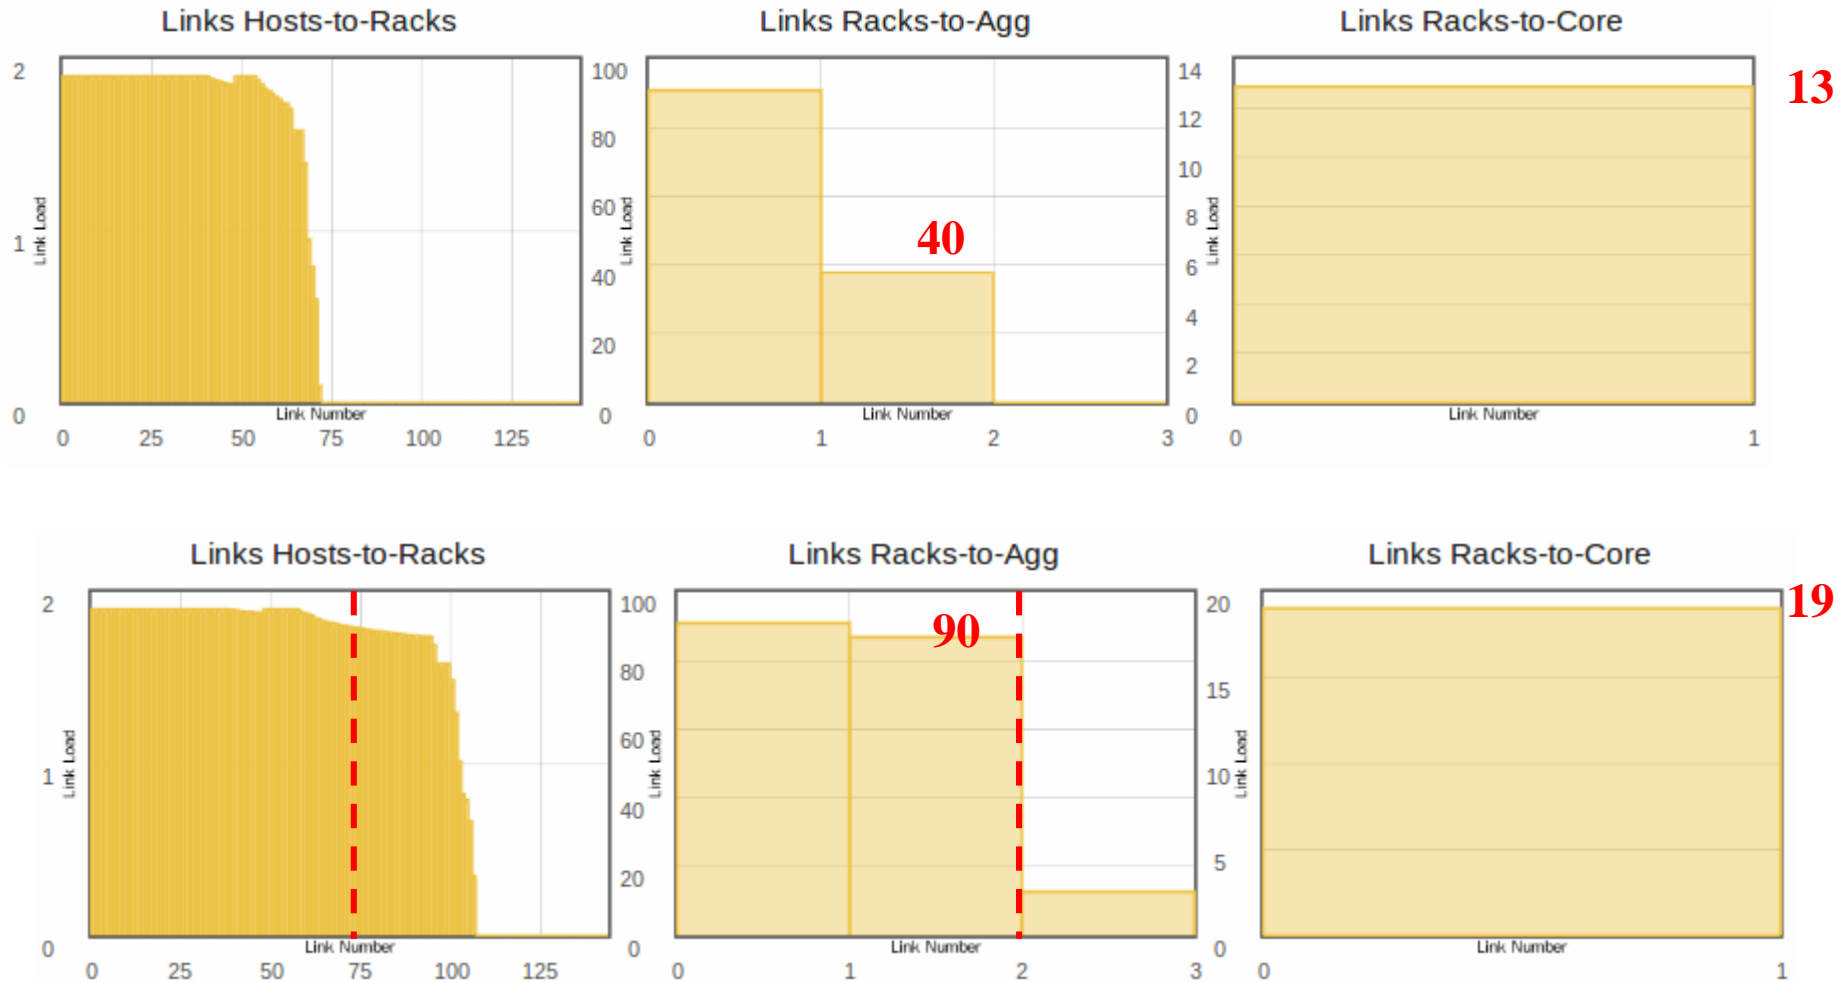 Links Hosts-to-Racks
2
1
0
Link Load
Link Number
0 25 50 75 100 125
Links Racks-to-Agg
100
80
60
40
20
0
Link Load
40
Link Number
0 1 2 3
Links Racks-to-Core
14
12
10
8
6
4
2
0
Link Load
13
Link Number
0 1
Links Hosts-to-Racks
2
1
0
Link Load
Link Number
0 25 50 75 100 125
Links Racks-to-Agg
100
80
60
40
20
0
Link Load
90
Link Number
0 1 2 3
Links Racks-to-Core
20
15
10
5
0
Link Load
19
Link Number
0 1